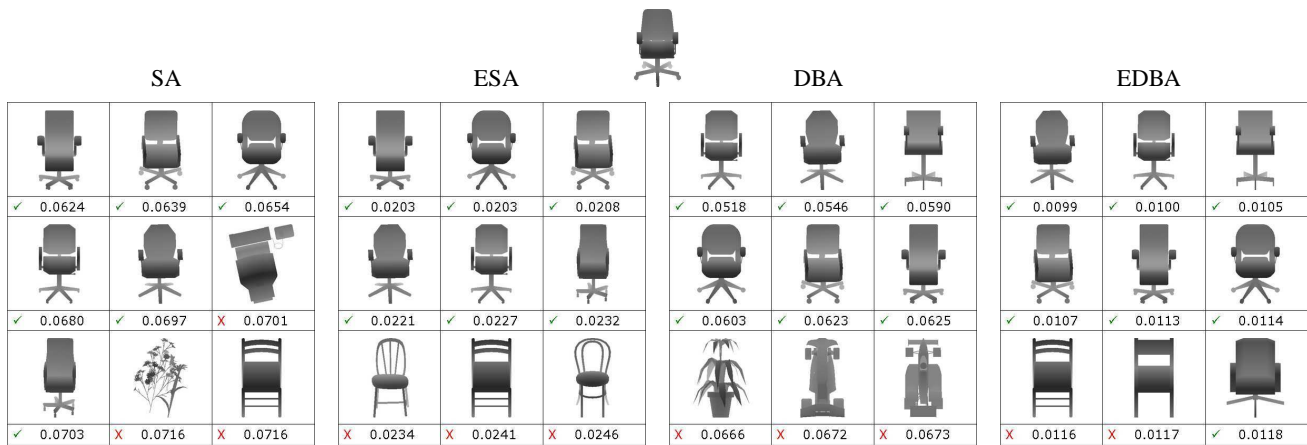 SA ESA DBA EDBA
✓ 0.0624 ✓ 0.0639 ✓ 0.0654 ✓ 0.0203 ✓ 0.0203 ✓ 0.0208 ✓ 0.0518 ✓ 0.0546 ✓ 0.0590 ✓ 0.0099 ✓ 0.0100 ✓ 0.0105
✓ 0.0680 ✓ 0.0697 X 0.0701 ✓ 0.0221 ✓ 0.0227 ✓ 0.0232 ✓ 0.0603 ✓ 0.0623 ✓ 0.0625 ✓ 0.0107 ✓ 0.0113 ✓ 0.0114
✓ 0.0703 X 0.0716 X 0.0716 X 0.0234 X 0.0241 X 0.0246 X 0.0666 X 0.0672 X 0.0673 X 0.0116 X 0.0117 ✓ 0.0118